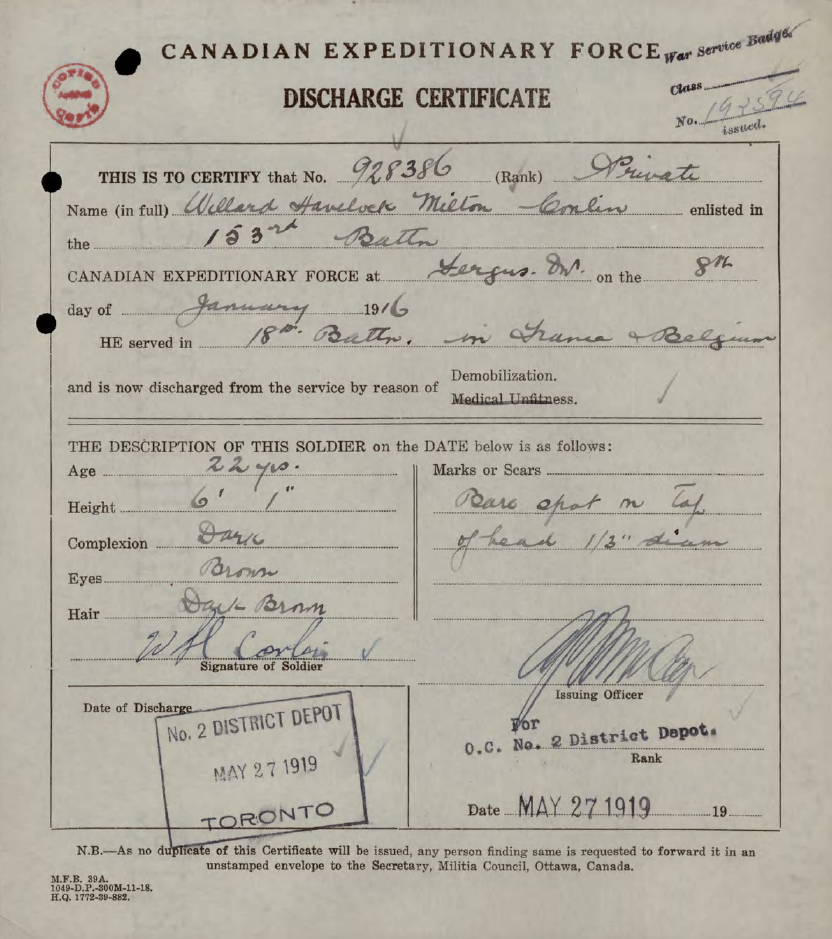 CANADIAN EXPEDITIONARY FORCE
War Service Badge.
Class
DISCHARGE CERTIFICATE
No. 192594
issued.
THIS IS TO CERTIFY that No. 928386 (Rank) Private
Name (in full) Willard Havelock Milton Conlin enlisted in
the 153rd Battn
CANADIAN EXPEDITIONARY FORCE at Fergus. Ont. on the 8th
day of January 1916
HE served in 18th Battn. in France & Belgium
and is now discharged from the service by reason of
Demobilization.
Medical Unfitness.
THE DESCRIPTION OF THIS SOLDIER on the DATE below is as follows:
Age 22 yrs.
Height 6' 1"
Complexion Dark
Eyes Brown
Hair Dark Brown
Marks or Scars
Bare spot on Top
of head 1/3" diam
W H Conlin
Signature of Soldier
Issuing Officer
Date of Discharge
No. 2 DISTRICT DEPOT
MAY 27 1919
TORONTO
For
O.C. No. 2 District Depot.
Rank
Date MAY 27 1919 19
N.B.—As no duplicate of this Certificate will be issued, any person finding same is requested to forward it in an
unstamped envelope to the Secretary, Militia Council, Ottawa, Canada.
M.F.B. 39A.
1049-D.P.-300M-11-18.
H.Q. 1772-39-882.